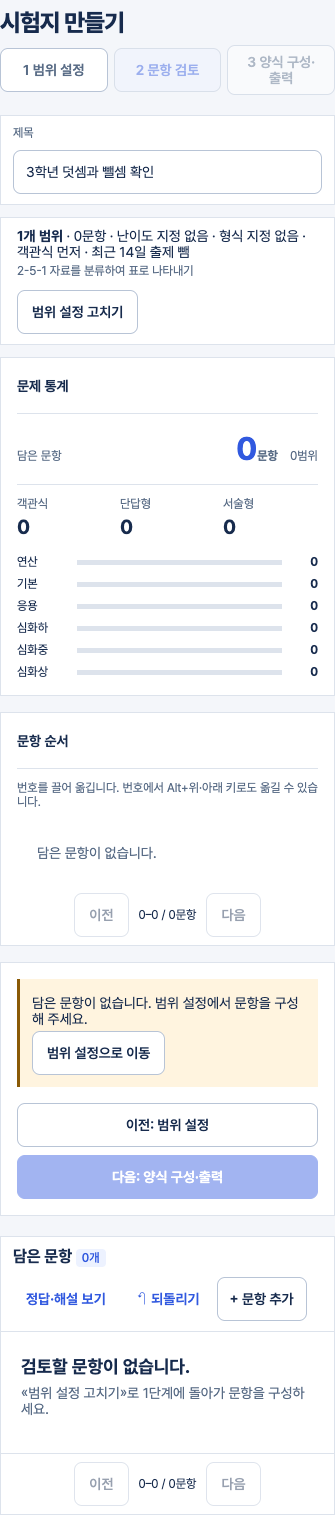 시험지 만들기
1 범위 설정
2 문항 검토
3 양식 구성·
출력
제목
3학년 덧셈과 뺄셈 확인
1개 범위 · 0문항 · 난이도 지정 없음 · 형식 지정 없음 ·
객관식 먼저 · 최근 14일 출제 뺌
2-5-1 자료를 분류하여 표로 나타내기
범위 설정 고치기
문제 통계
담은 문항 0문항 0범위
객관식 단답형 서술형
0 0 0
연산 0
기본 0
응용 0
심화하 0
심화중 0
심화상 0
문항 순서
번호를 끌어 옮깁니다. 번호에서 Alt+위·아래 키로도 옮길 수 있습
니다.
담은 문항이 없습니다.
이전 0–0 / 0문항 다음
담은 문항이 없습니다. 범위 설정에서 문항을 구성
해 주세요.
범위 설정으로 이동
이전: 범위 설정
다음: 양식 구성·출력
담은 문항 0개
정답·해설 보기 되돌리기 + 문항 추가
검토할 문항이 없습니다.
«범위 설정 고치기»로 1단계에 돌아가 문항을 구성하
세요.
이전 0–0 / 0문항 다음